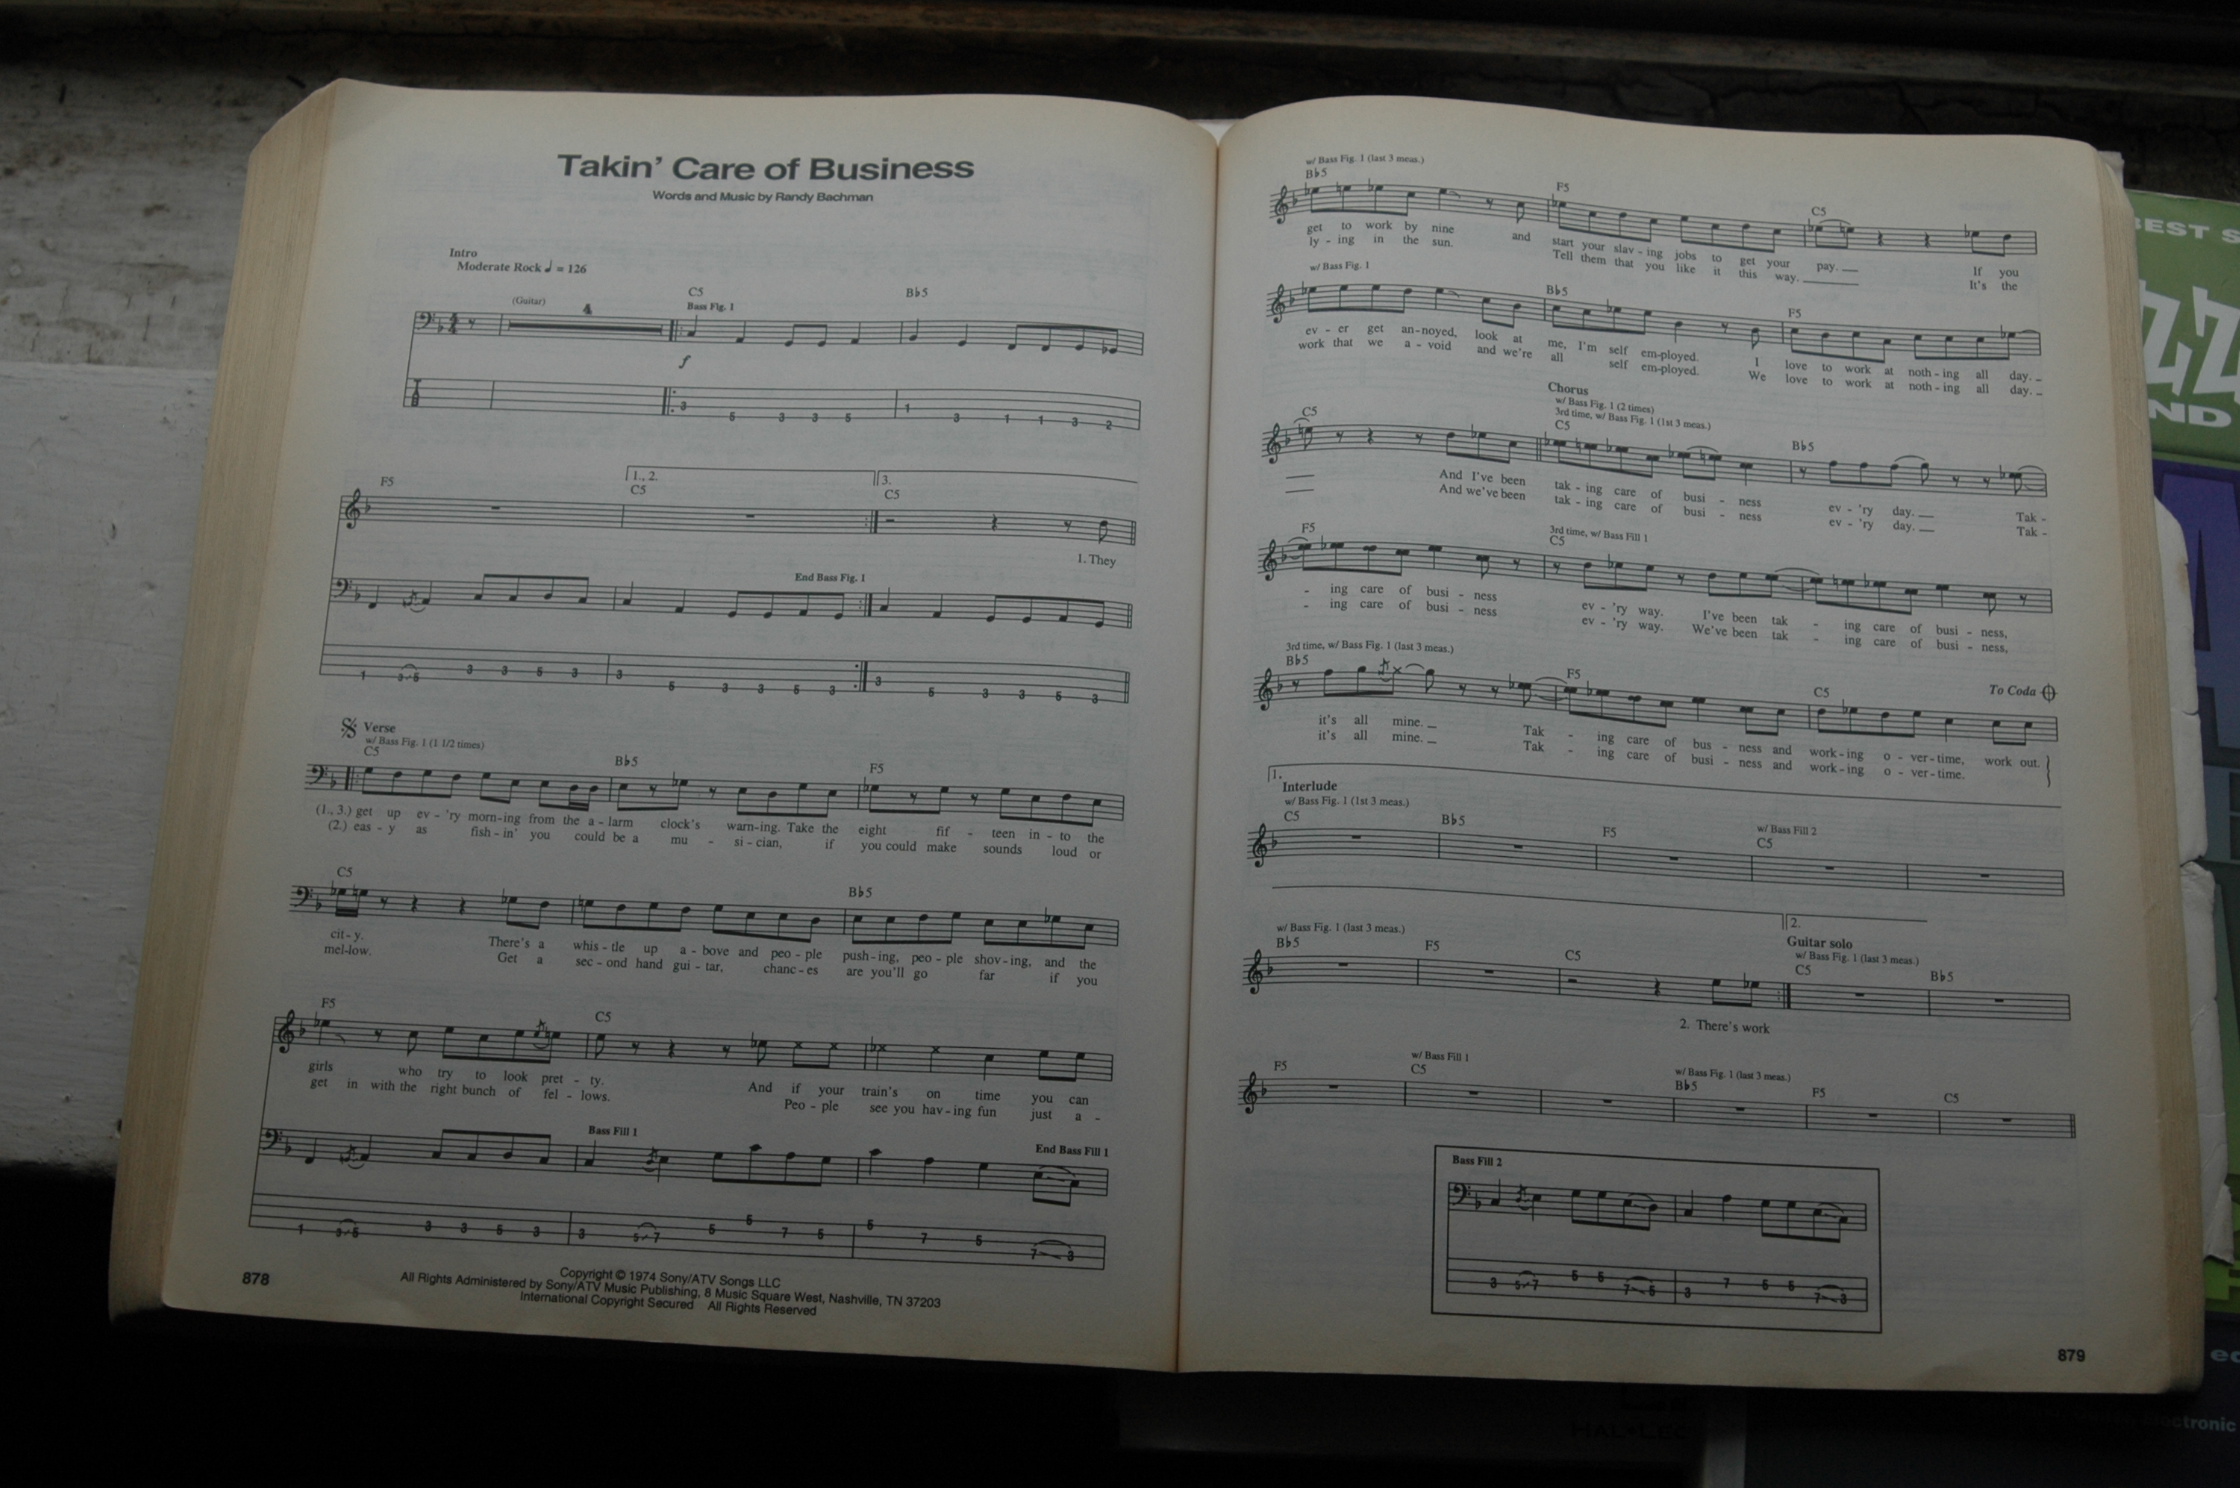 Takin' Care of Business
Words and Music by Randy Bachman
Intro
Moderate Rock ♩ = 126
(Guitar)
4
C5
B♭5
Bass Fig. 1
f
T
A
B
3 5 3 3 5 1 3 1 1 3 2
F5
1., 2.
C5
3.
C5
1. They
End Bass Fig. 1
1 3 5 3 3 5 3 3 5 3 3 5 3 3 5 3 3 5 3
Verse
w/ Bass Fig. 1 (1 1/2 times)
C5 B♭5 F5
(1., 3.) get up ev - 'ry morn-ing from the a - larm clock's warn-ing. Take the eight fif - teen in - to the
(2.) eas - y as fish - in' you could be a mu - si - cian, if you could make sounds loud or
C5 B♭5
cit - y. There's a whis - tle up a - bove and peo - ple push-ing, peo - ple shov-ing, and the
mel-low. Get a sec - ond hand gui - tar, chanc - es are you'll go far if you
F5 C5
girls who try to look pret - ty. And if your train's on time you can
get in with the right bunch of fel - lows. Peo - ple see you hav - ing fun just a -
Bass Fill 1
End Bass Fill 1
1 3 5 3 3 5 3 3 5 7 5 5 7 5 5 7 5 7 3
878
Copyright © 1974 Sony/ATV Songs LLC
All Rights Administered by Sony/ATV Music Publishing, 8 Music Square West, Nashville, TN 37203
International Copyright Secured All Rights Reserved
w/ Bass Fig. 1 (last 3 meas.)
B♭5 F5 C5
get to work by nine and start your slav - ing jobs to get your pay. If you
ly - ing in the sun. Tell them that you like it this way. It's the
w/ Bass Fig. 1
B♭5 F5
ev - er get an-noyed, look at me, I'm self em-ployed. I love to work at noth - ing all day.
work that we a - void and we're all self em-ployed. We love to work at noth - ing all day.
Chorus
w/ Bass Fig. 1 (2 times)
3rd time, w/ Bass Fig. 1 (1st 3 meas.)
C5 C5 B♭5
And I've been tak - ing care of busi - ness ev - 'ry day. Tak -
And we've been tak - ing care of busi - ness ev - 'ry day. Tak -
3rd time, w/ Bass Fill 1
F5 C5
- ing care of busi - ness ev - 'ry way. I've been tak - ing care of busi - ness,
- ing care of busi - ness ev - 'ry way. We've been tak - ing care of busi - ness,
3rd time, w/ Bass Fig. 1 (last 3 meas.)
B♭5 F5 C5 To Coda
it's all mine. Tak - ing care of bus - ness and work - ing o - ver-time, work out.
it's all mine. Tak - ing care of busi - ness and work - ing o - ver-time.
1.
Interlude
w/ Bass Fig. 1 (1st 3 meas.)
w/ Bass Fill 2
C5 B♭5 F5 C5
w/ Bass Fig. 1 (last 3 meas.)
B♭5 F5 C5
2.
Guitar solo
w/ Bass Fig. 1 (last 3 meas.)
C5 B♭5
2. There's work
w/ Bass Fill 1
w/ Bass Fig. 1 (last 3 meas.)
F5 C5 B♭5 F5 C5
Bass Fill 2
3 5 7 5 5 7 5 3 7 5 5 7 3
879
BEST S
ZZ
ND
HAL•LEO
ectronic